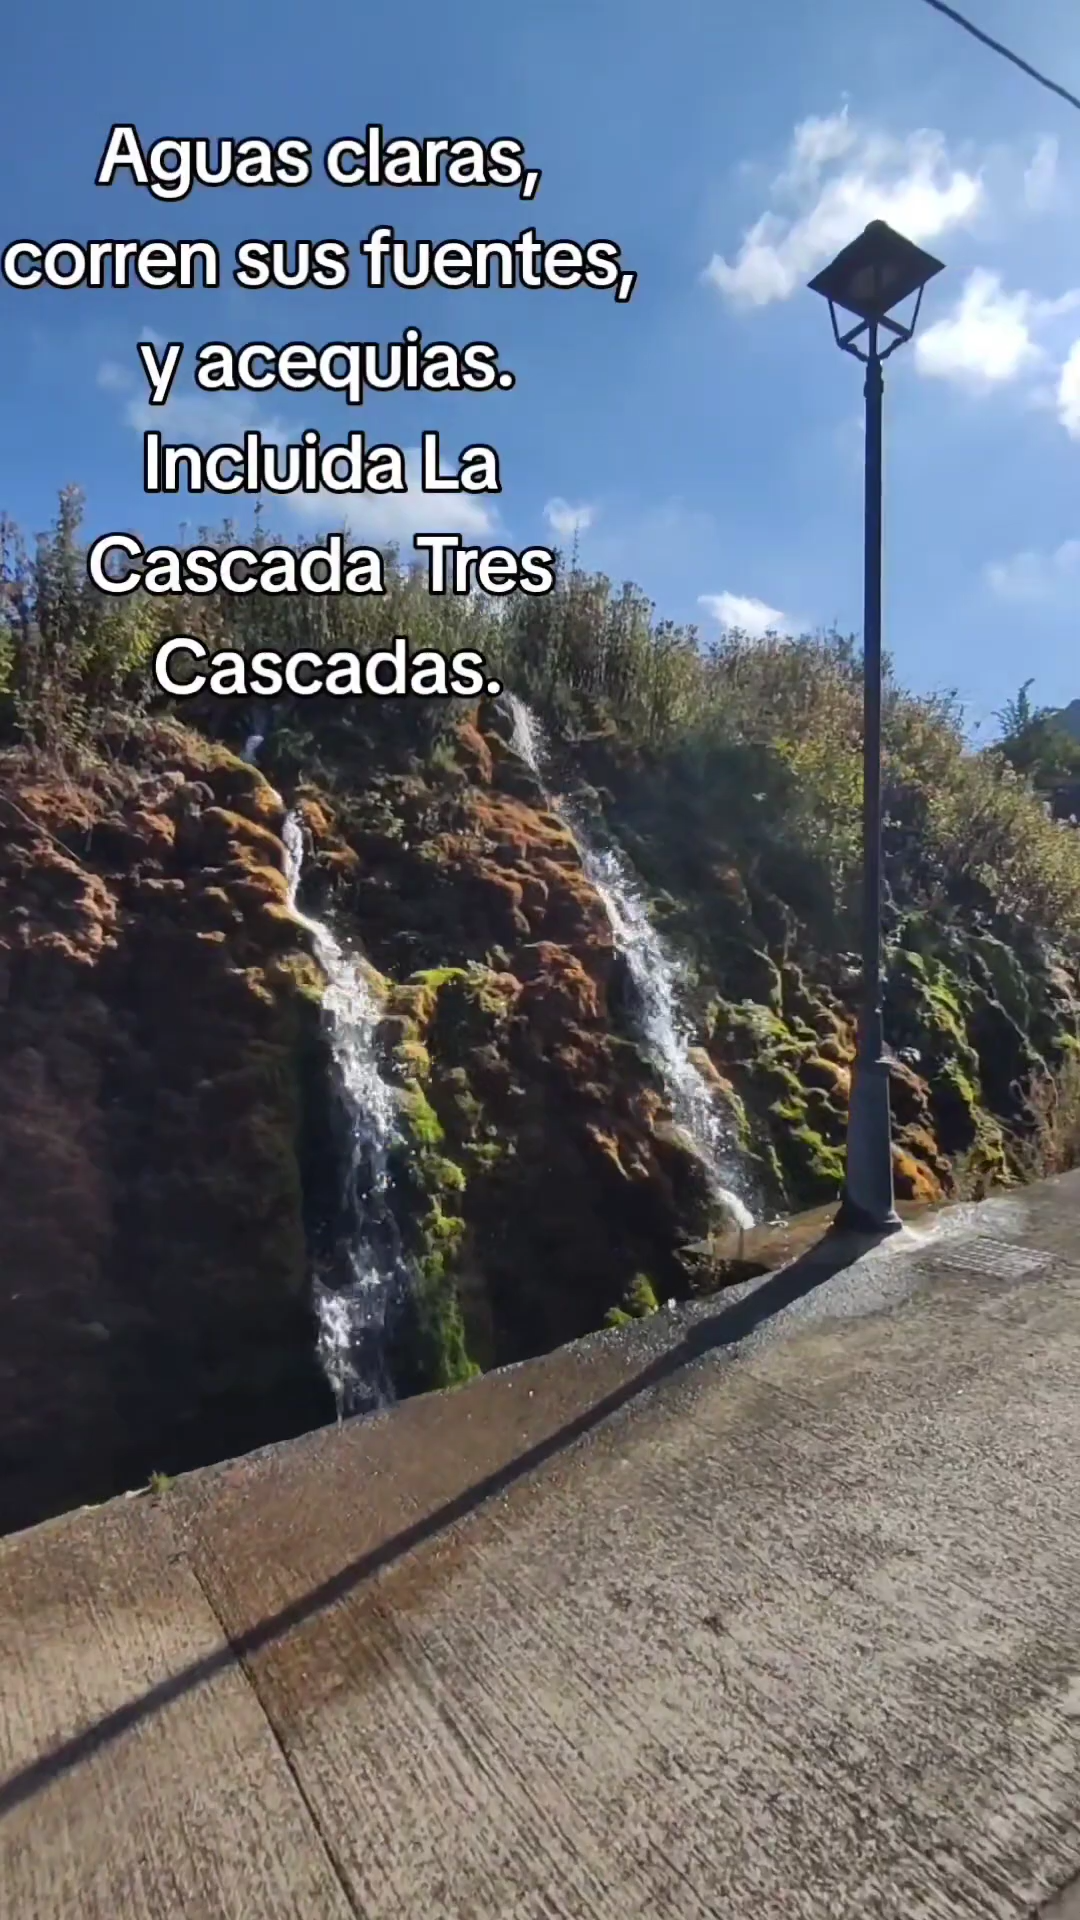 Aguas claras,
corren sus fuentes,
y acequias.
Incluida La
Cascada  Tres
Cascadas.